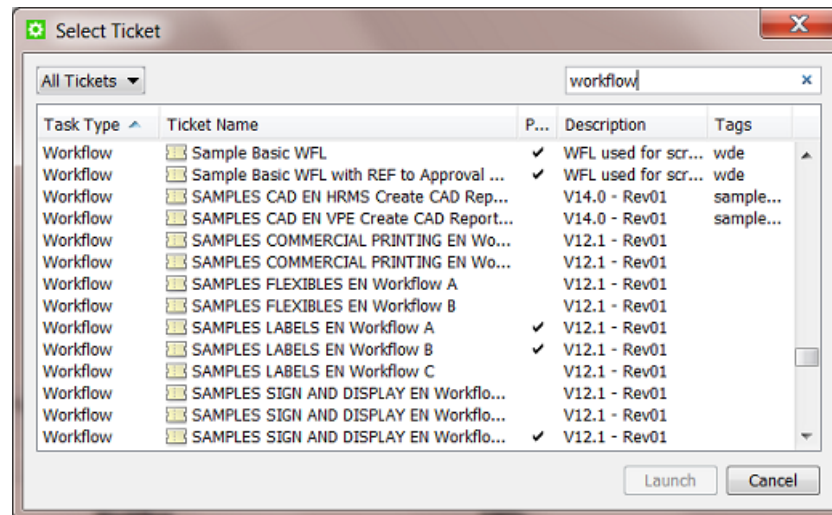 Select Ticket
All Tickets workflow
Task Type Ticket Name P... Description Tags
Workflow Sample Basic WFL ✔ WFL used for scr... wde
Workflow Sample Basic WFL with REF to Approval ... ✔ WFL used for scr... wde
Workflow SAMPLES CAD EN HRMS Create CAD Rep... V14.0 - Rev01 sample...
Workflow SAMPLES CAD EN VPE Create CAD Report... V14.0 - Rev01 sample...
Workflow SAMPLES COMMERCIAL PRINTING EN Wo... V12.1 - Rev01
Workflow SAMPLES COMMERCIAL PRINTING EN Wo... V12.1 - Rev01
Workflow SAMPLES FLEXIBLES EN Workflow A V12.1 - Rev01
Workflow SAMPLES FLEXIBLES EN Workflow B V12.1 - Rev01
Workflow SAMPLES LABELS EN Workflow A ✔ V12.1 - Rev01
Workflow SAMPLES LABELS EN Workflow B ✔ V12.1 - Rev01
Workflow SAMPLES LABELS EN Workflow C V12.1 - Rev01
Workflow SAMPLES SIGN AND DISPLAY EN Workflo... V12.1 - Rev01
Workflow SAMPLES SIGN AND DISPLAY EN Workflo... V12.1 - Rev01
Workflow SAMPLES SIGN AND DISPLAY EN Workflo... ✔ V12.1 - Rev01
Launch Cancel